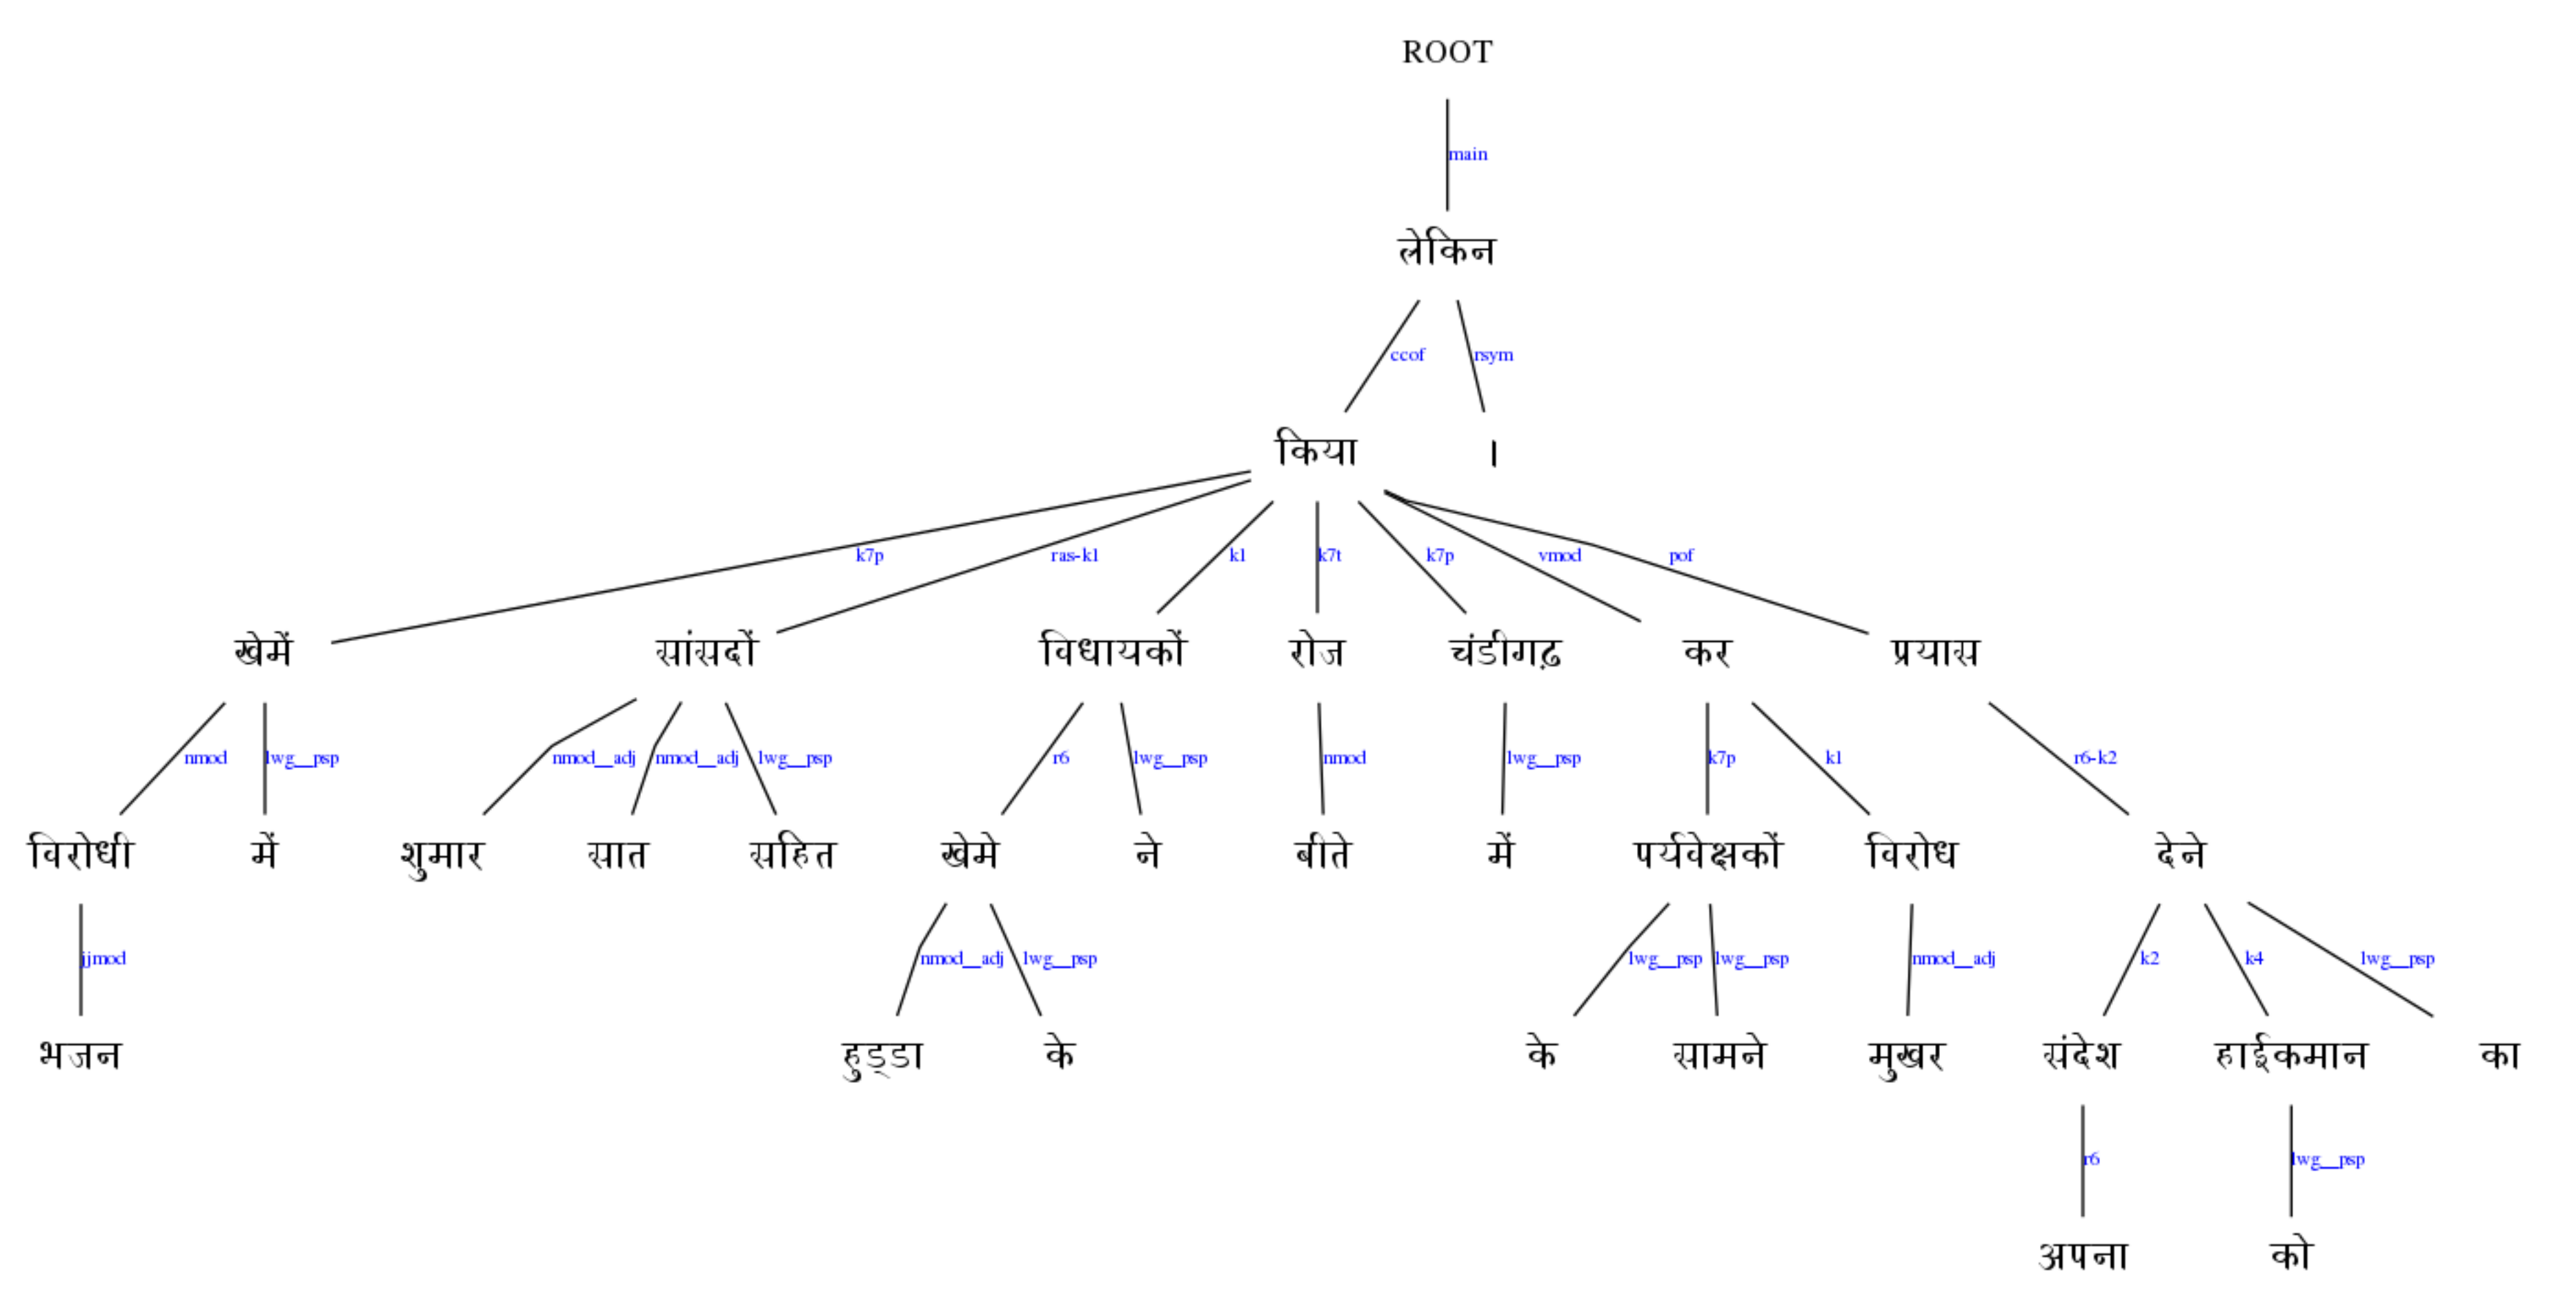 ROOT
main
लेकिन
ccof rsym
किया ।
k7p ras-k1 k1 k7t k7p vmod pof
खेमें सांसदों विधायकों रोज चंडीगढ़ कर प्रयास
nmod lwg__psp nmod__adj nmod__adj lwg__psp r6 lwg__psp nmod lwg__psp k7p k1 r6-k2
विरोधी में शुमार सात सहित खेमे ने बीते में पर्यवेक्षकों विरोध देने
jjmod nmod__adj lwg__psp lwg__psp lwg__psp nmod__adj k2 k4 lwg__psp
भजन हुड्डा के के सामने मुखर संदेश हाईकमान का
r6 lwg__psp
अपना को